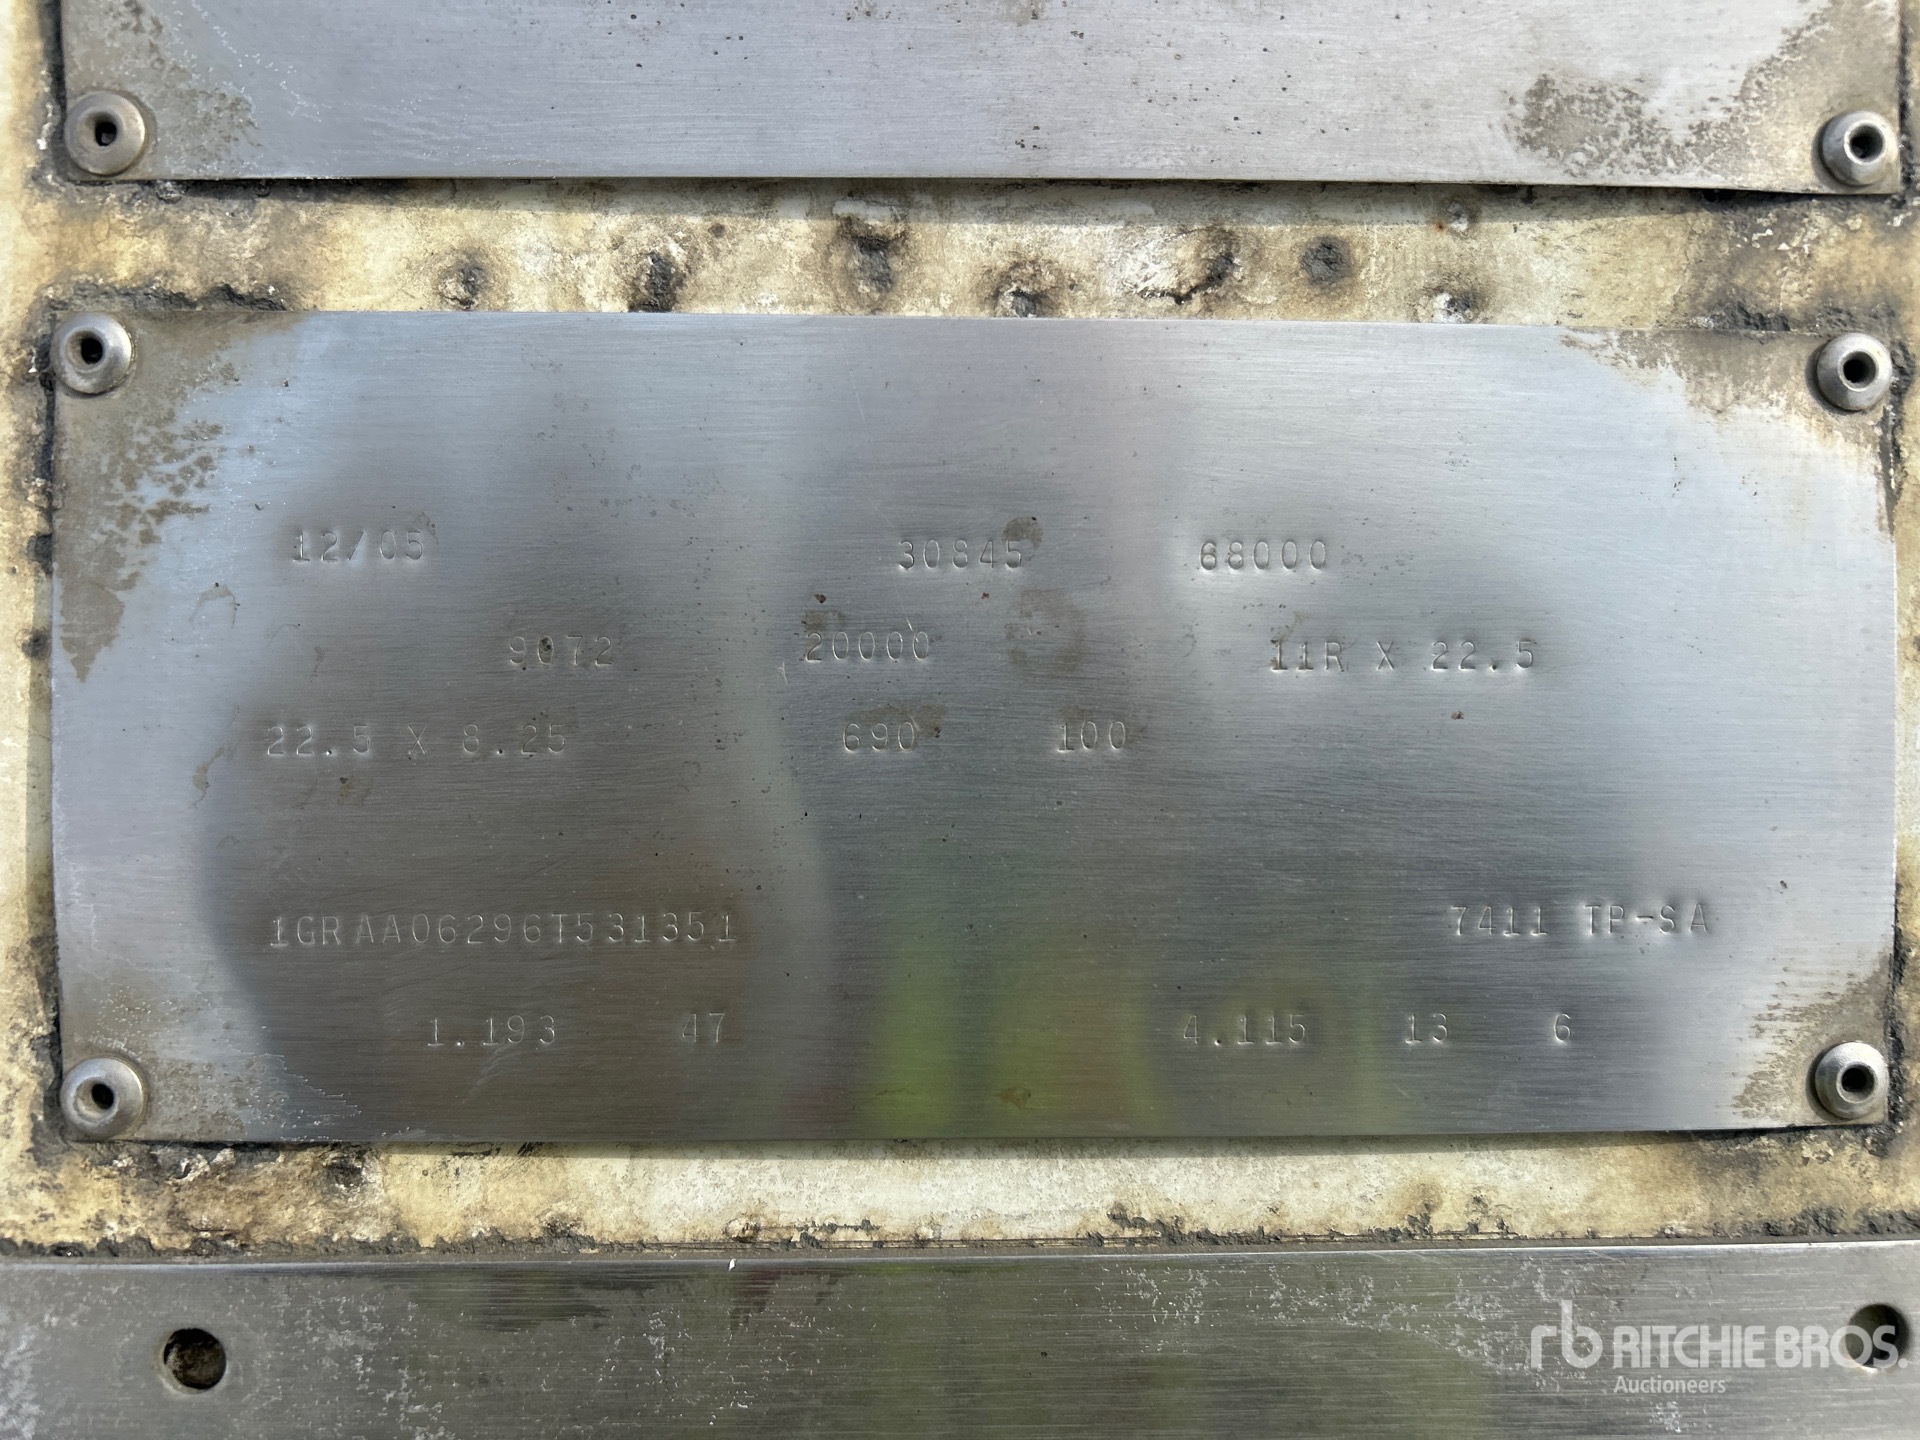 12/05 30845 68000
9072 20000 11R X 22.5
22.5 X 8.25 690 100
1GRAA06296T531351 7411 TP-SA
1.193 47 4.115 13 6
rb RITCHIE BROS.
Auctioneers